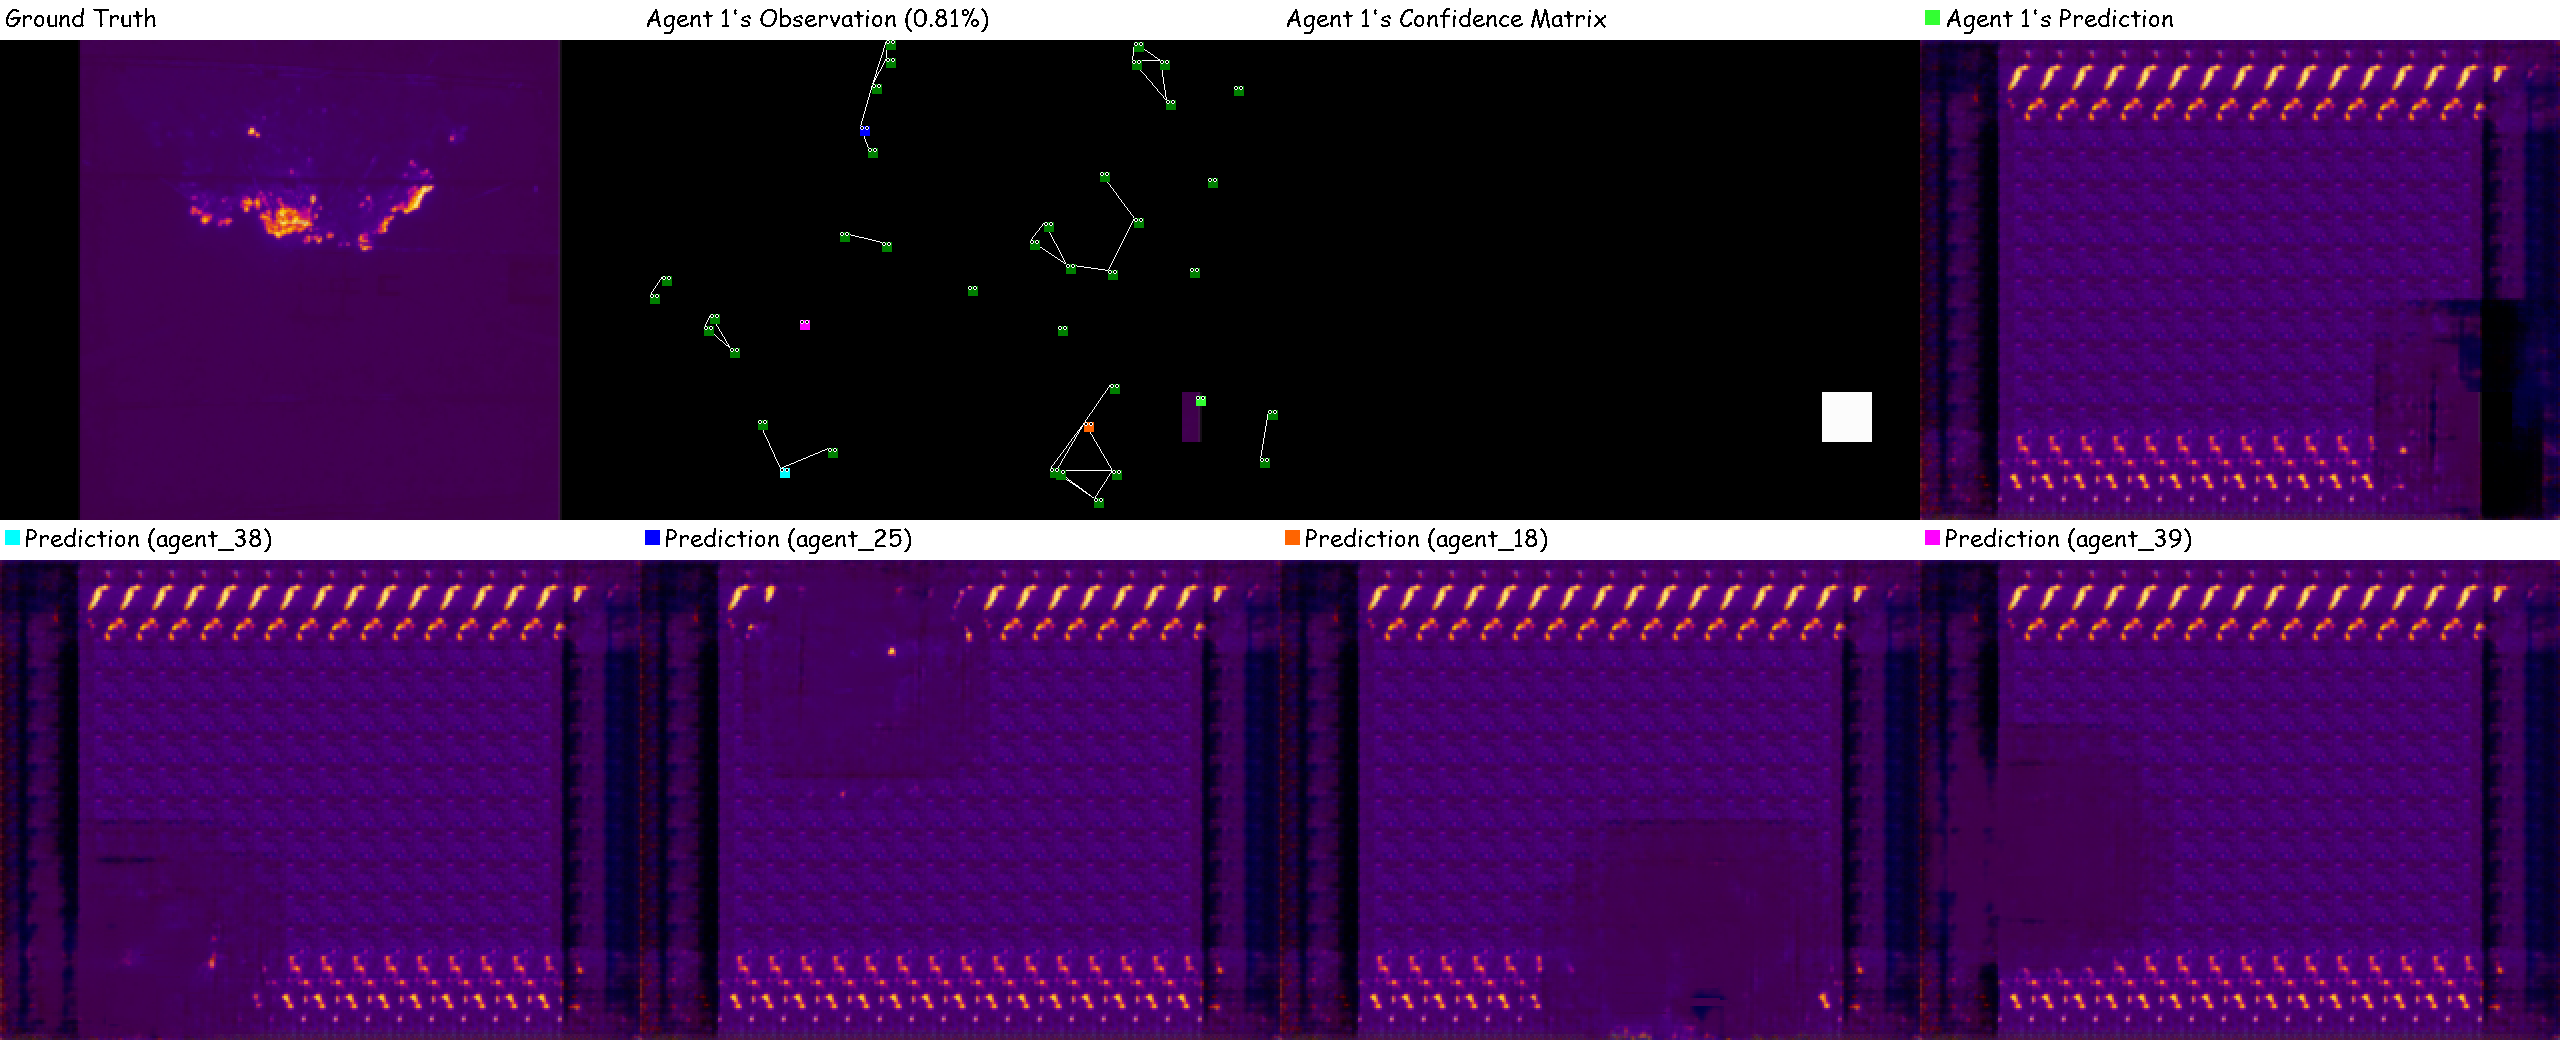 Ground Truth
Agent 1's Observation (0.81%)
Agent 1's Confidence Matrix
Agent 1's Prediction
Prediction (agent_38)
Prediction (agent_25)
Prediction (agent_18)
Prediction (agent_39)